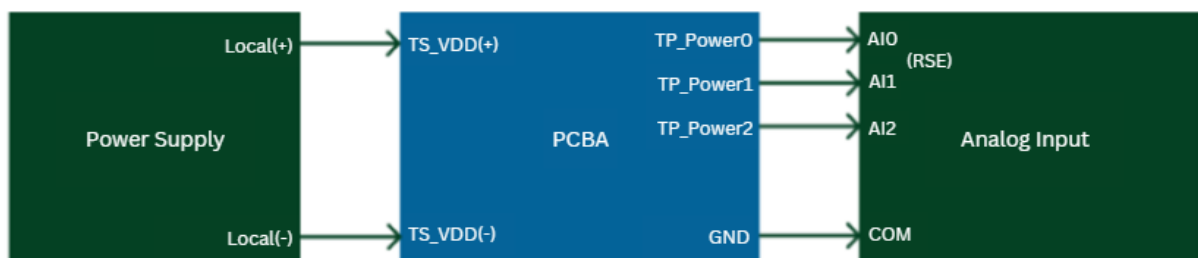 Power Supply
Local(+)
Local(-)
TS_VDD(+)
TS_VDD(-)
PCBA
TP_Power0
TP_Power1
TP_Power2
GND
AI0
(RSE)
AI1
AI2
COM
Analog Input